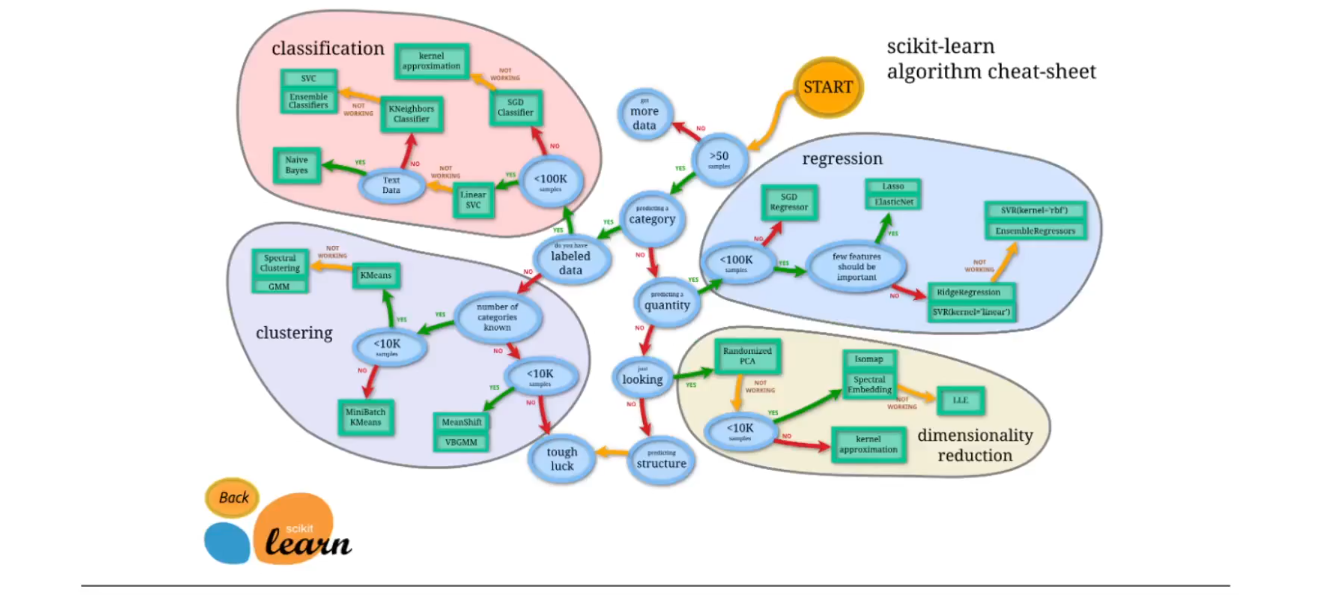 scikit-learn
algorithm cheat-sheet
START
classification
kernel
approximation
NOT
WORKING
SVC
Ensemble
Classifiers
NOT
WORKING
KNeighbors
Classifier
SGD
Classifier
NO
Naive
Bayes
YES
NO
Text
Data
NOT
WORKING
Linear
SVC
YES
<100K
samples
YES
get
more
data
NO
>50
samples
YES
predicting a
category
YES
NO
do you have
labeled
data
NO
predicting a
quantity
YES
NO
just
looking
YES
NO
predicting
structure
tough
luck
regression
SGD
Regressor
NO
<100K
samples
YES
Lasso
ElasticNet
YES
few features
should be
important
NO
SVR(kernel='rbf')
EnsembleRegressors
NOT
WORKING
RidgeRegression
SVR(kernel='linear')
clustering
Spectral
Clustering
GMM
NOT
WORKING
KMeans
YES
<10K
samples
NO
MiniBatch
KMeans
YES
number of
categories
known
NO
<10K
samples
YES
NO
MeanShift
VBGMM
Randomized
PCA
NOT
WORKING
<10K
samples
YES
NO
Isomap
Spectral
Embedding
NOT
WORKING
LLE
kernel
approximation
dimensionality
reduction
Back
scikit
learn